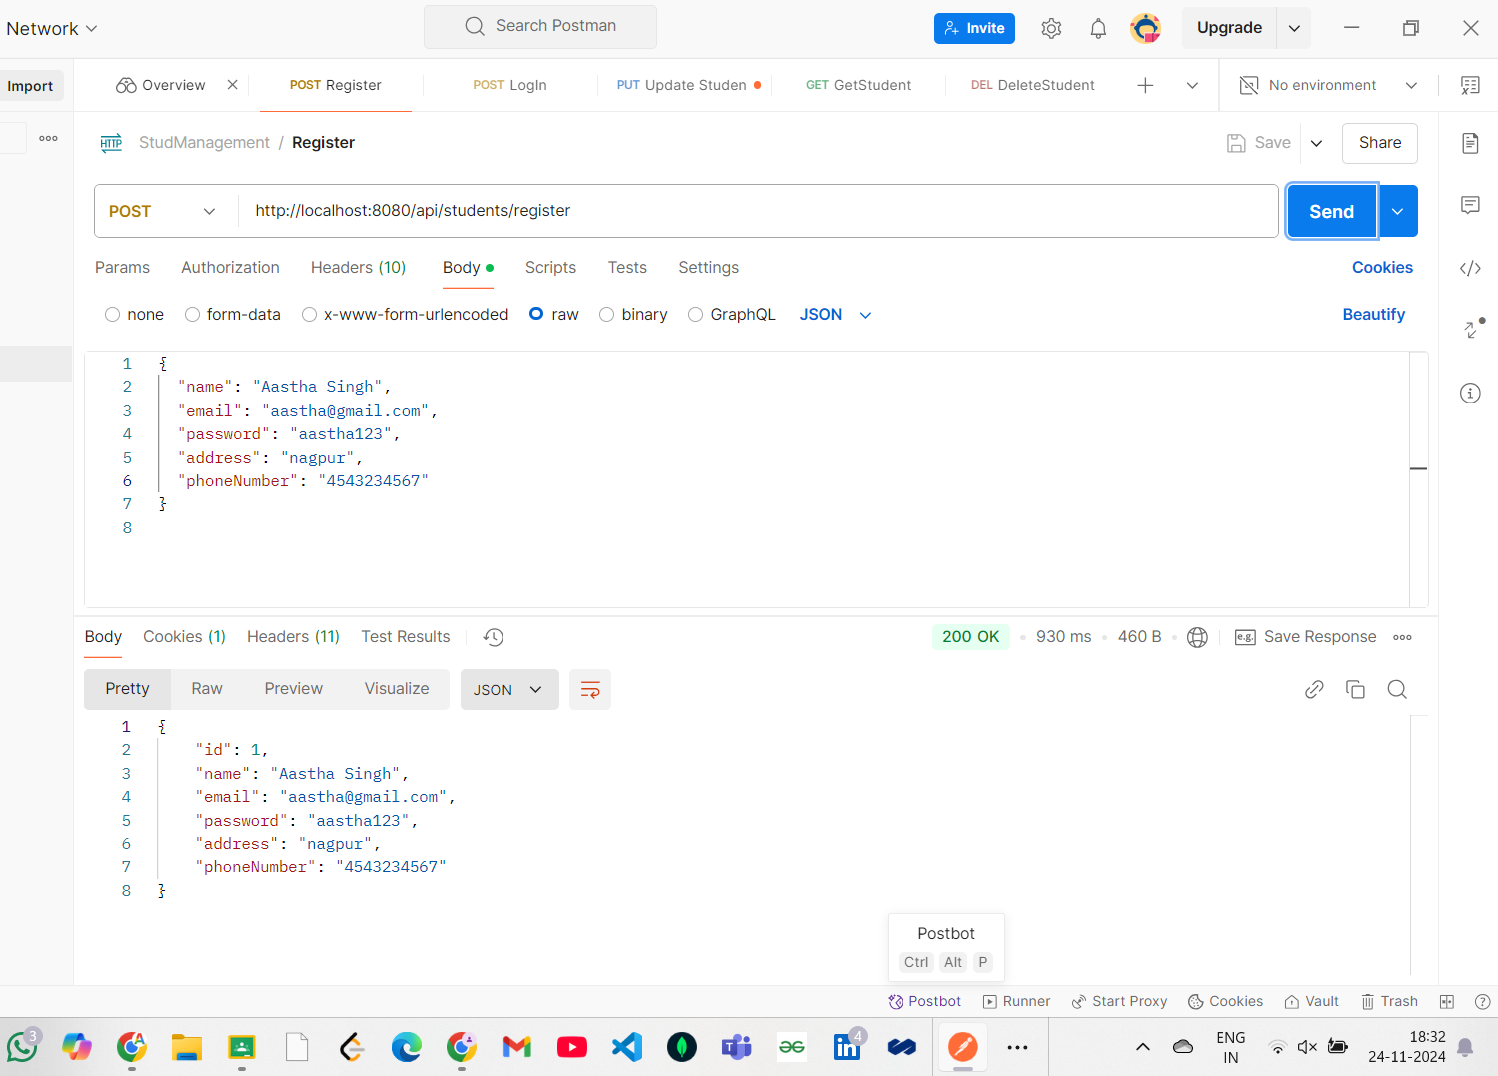 Network
Search Postman
Invite
Upgrade
Import
Overview
POST Register
POST LogIn
PUT Update Studen
GET GetStudent
DEL DeleteStudent
No environment
HTTP StudManagement / Register
Save
Share
POST
http://localhost:8080/api/students/register
Send
Params Authorization Headers (10) Body Scripts Tests Settings
Cookies
none form-data x-www-form-urlencoded raw binary GraphQL JSON
Beautify
1 {
2 "name": "Aastha Singh",
3 "email": "aastha@gmail.com",
4 "password": "aastha123",
5 "address": "nagpur",
6 "phoneNumber": "4543234567"
7 }
8
Body Cookies (1) Headers (11) Test Results
200 OK 930 ms 460 B e.g. Save Response
Pretty Raw Preview Visualize JSON
1 {
2 "id": 1,
3 "name": "Aastha Singh",
4 "email": "aastha@gmail.com",
5 "password": "aastha123",
6 "address": "nagpur",
7 "phoneNumber": "4543234567"
8 }
Postbot
Ctrl Alt P
Postbot Runner Start Proxy Cookies Vault Trash
3
4
ENG
IN
18:32
24-11-2024